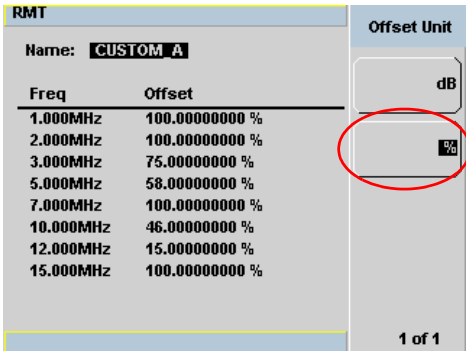 RMT
Offset Unit
Name: CUSTOM_A
dB
%
Freq Offset
1.000MHz 100.00000000 %
2.000MHz 100.00000000 %
3.000MHz 75.00000000 %
5.000MHz 58.00000000 %
7.000MHz 100.00000000 %
10.000MHz 46.00000000 %
12.000MHz 15.00000000 %
15.000MHz 100.00000000 %
1 of 1